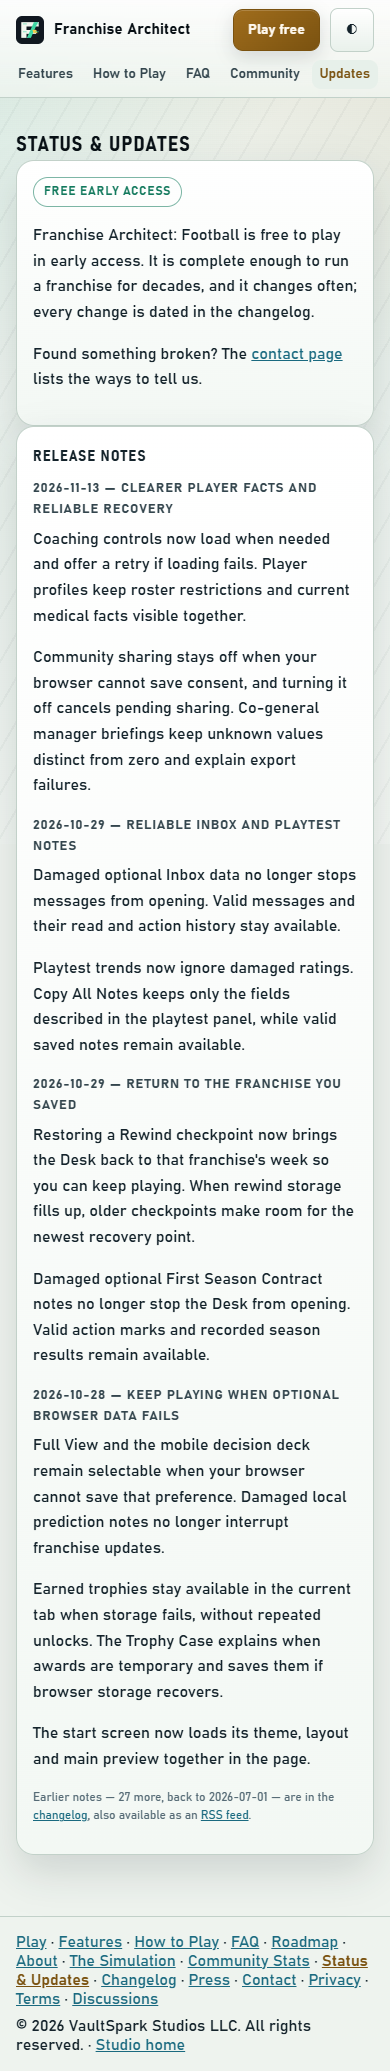 Franchise Architect
Play free
Features How to Play FAQ Community Updates
STATUS & UPDATES
FREE EARLY ACCESS
Franchise Architect: Football is free to play
in early access. It is complete enough to run
a franchise for decades, and it changes often;
every change is dated in the changelog.
Found something broken? The contact page
lists the ways to tell us.
RELEASE NOTES
2026-11-13 — CLEARER PLAYER FACTS AND
RELIABLE RECOVERY
Coaching controls now load when needed
and offer a retry if loading fails. Player
profiles keep roster restrictions and current
medical facts visible together.
Community sharing stays off when your
browser cannot save consent, and turning it
off cancels pending sharing. Co-general
manager briefings keep unknown values
distinct from zero and explain export
failures.
2026-10-29 — RELIABLE INBOX AND PLAYTEST
NOTES
Damaged optional Inbox data no longer stops
messages from opening. Valid messages and
their read and action history stay available.
Playtest trends now ignore damaged ratings.
Copy All Notes keeps only the fields
described in the playtest panel, while valid
saved notes remain available.
2026-10-29 — RETURN TO THE FRANCHISE YOU
SAVED
Restoring a Rewind checkpoint now brings
the Desk back to that franchise's week so
you can keep playing. When rewind storage
fills up, older checkpoints make room for the
newest recovery point.
Damaged optional First Season Contract
notes no longer stop the Desk from opening.
Valid action marks and recorded season
results remain available.
2026-10-28 — KEEP PLAYING WHEN OPTIONAL
BROWSER DATA FAILS
Full View and the mobile decision deck
remain selectable when your browser
cannot save that preference. Damaged local
prediction notes no longer interrupt
franchise updates.
Earned trophies stay available in the current
tab when storage fails, without repeated
unlocks. The Trophy Case explains when
awards are temporary and saves them if
browser storage recovers.
The start screen now loads its theme, layout
and main preview together in the page.
Earlier notes — 27 more, back to 2026-07-01 — are in the
changelog, also available as an RSS feed.
Play · Features · How to Play · FAQ · Roadmap ·
About · The Simulation · Community Stats · Status
& Updates · Changelog · Press · Contact · Privacy ·
Terms · Discussions
© 2026 VaultSpark Studios LLC. All rights
reserved. · Studio home